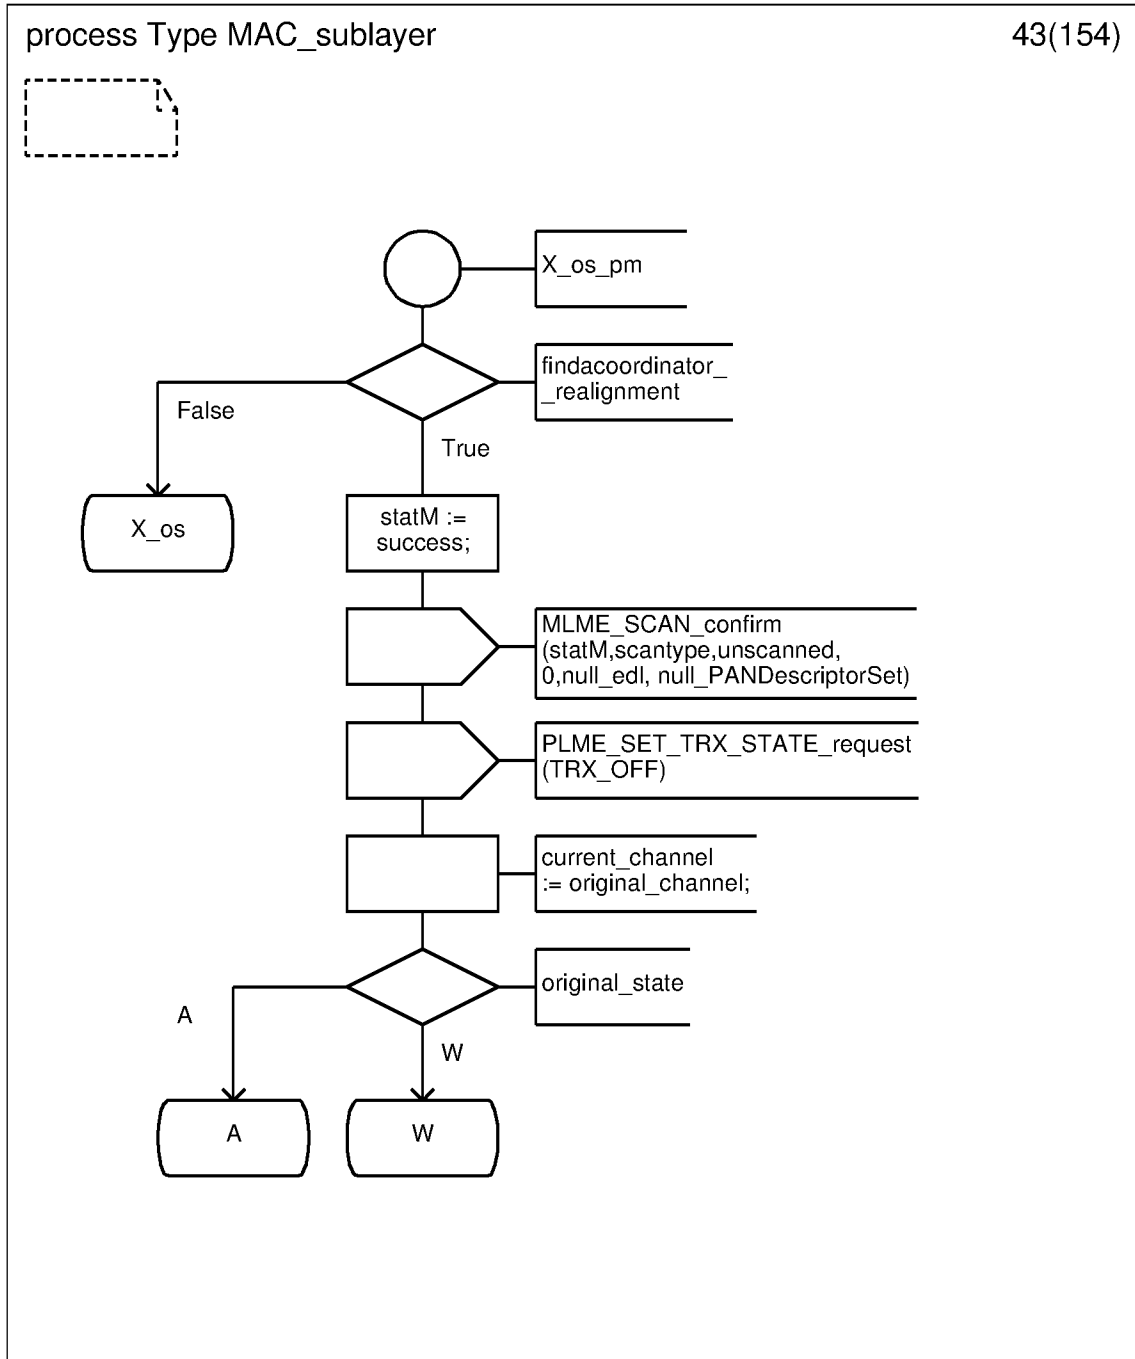 process Type MAC_sublayer
43(154)
X_os_pm
findacoordinator_
_realignment
False
True
X_os
statM :=
success;
MLME_SCAN_confirm
(statM,scantype,unscanned,
0,null_edl, null_PANDescriptorSet)
PLME_SET_TRX_STATE_request
(TRX_OFF)
current_channel
:= original_channel;
original_state
A
W
A
W